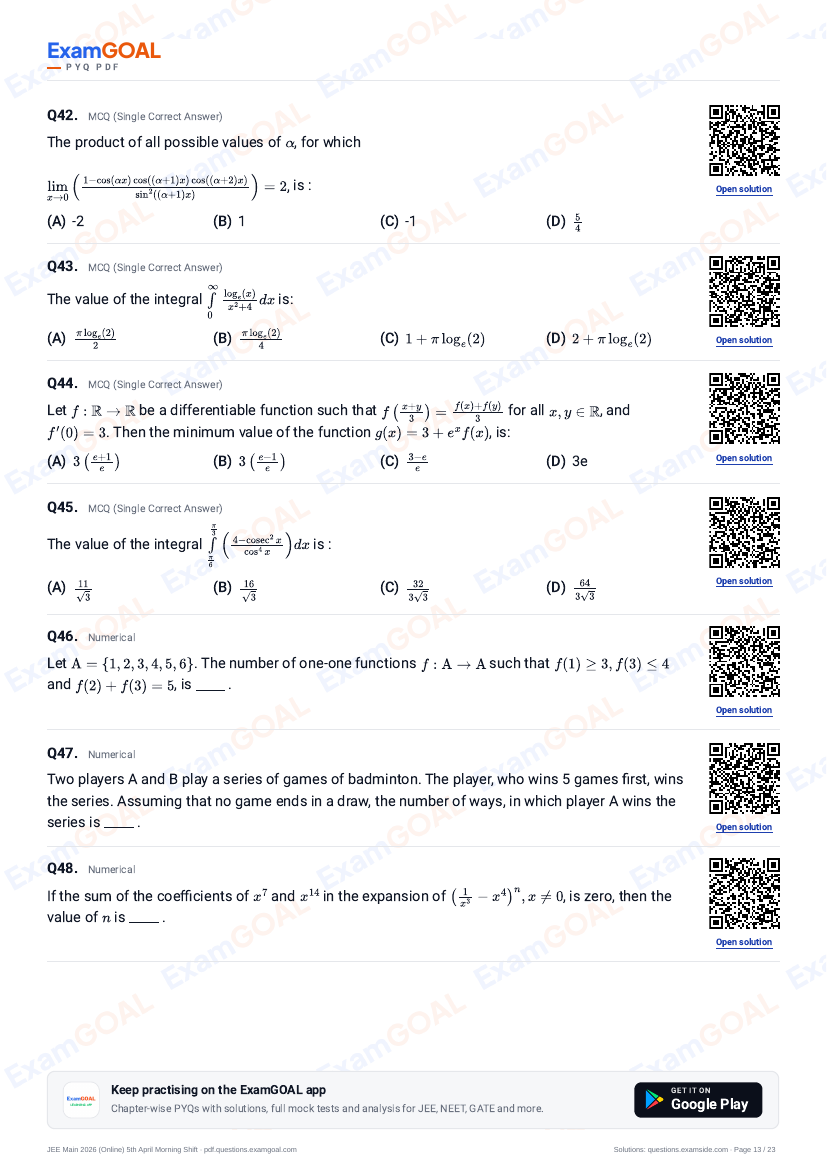 ExamGOAL
PYQ PDF
Q42. MCQ (Single Correct Answer)
The product of all possible values of α, for which
lim x→0 ( (1−cos(αx) cos((α+1)x) cos((α+2)x)) / sin²((α+1)x) ) = 2, is :
(A) -2 (B) 1 (C) -1 (D) 5/4
Open solution
Q43. MCQ (Single Correct Answer)
The value of the integral ∫₀^∞ logₑ(x)/(x²+4) dx is:
(A) π logₑ(2)/2 (B) π logₑ(2)/4 (C) 1 + π logₑ(2) (D) 2 + π logₑ(2)
Open solution
Q44. MCQ (Single Correct Answer)
Let f : ℝ → ℝ be a differentiable function such that f((x+y)/3) = (f(x)+f(y))/3 for all x, y ∈ ℝ, and
f′(0) = 3. Then the minimum value of the function g(x) = 3 + eˣ f(x), is:
(A) 3((e+1)/e) (B) 3((e−1)/e) (C) (3−e)/e (D) 3e
Open solution
Q45. MCQ (Single Correct Answer)
The value of the integral ∫_{π/6}^{π/3} ((4−cosec² x)/cos⁴ x) dx is :
(A) 11/√3 (B) 16/√3 (C) 32/(3√3) (D) 64/(3√3)
Open solution
Q46. Numerical
Let A = {1, 2, 3, 4, 5, 6}. The number of one-one functions f : A → A such that f(1) ≥ 3, f(3) ≤ 4
and f(2) + f(3) = 5, is ____ .
Open solution
Q47. Numerical
Two players A and B play a series of games of badminton. The player, who wins 5 games first, wins
the series. Assuming that no game ends in a draw, the number of ways, in which player A wins the
series is ____ .
Open solution
Q48. Numerical
If the sum of the coefficients of x⁷ and x¹⁴ in the expansion of (1/x³ − x⁴)ⁿ, x ≠ 0, is zero, then the
value of n is ____ .
Open solution
Keep practising on the ExamGOAL app
Chapter-wise PYQs with solutions, full mock tests and analysis for JEE, NEET, GATE and more.
GET IT ON
Google Play
JEE Main 2026 (Online) 5th April Morning Shift · pdf.questions.examgoal.com
Solutions: questions.examside.com · Page 13 / 23